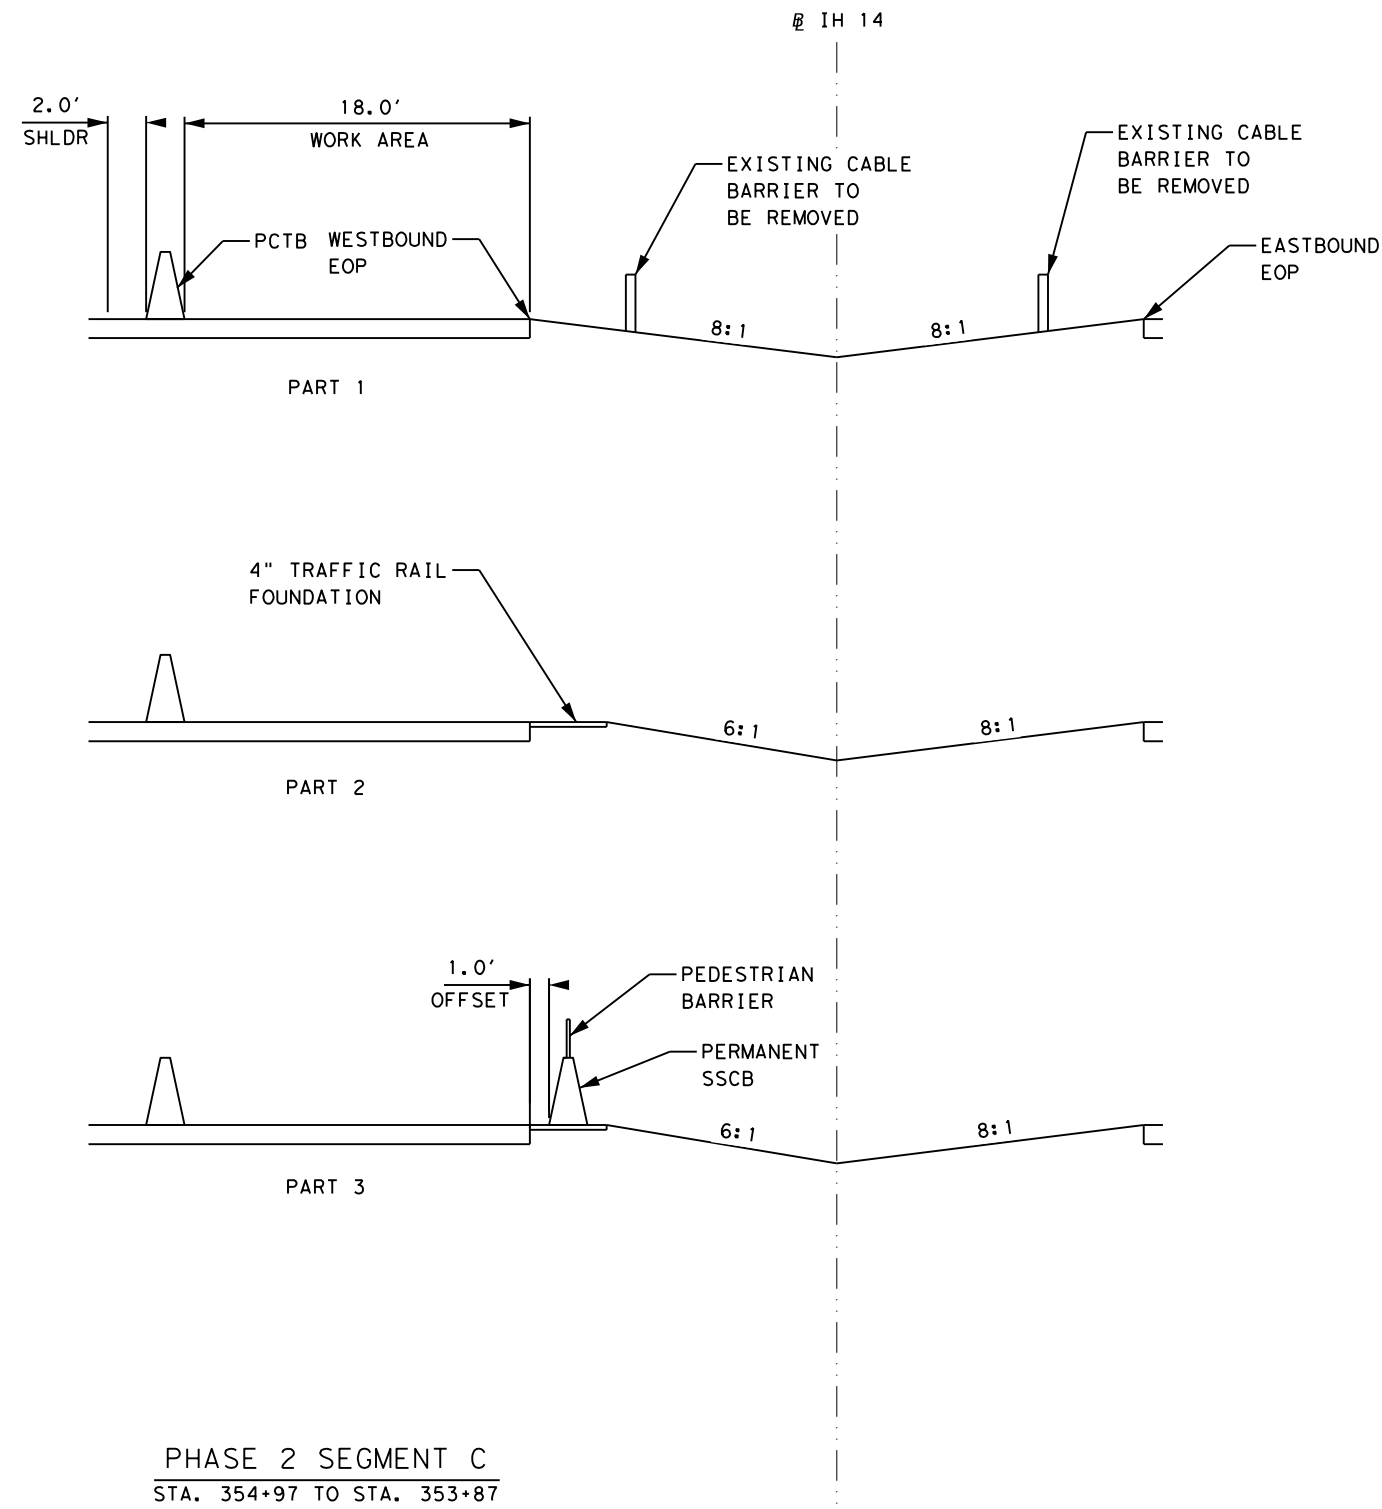 ℄ IH 14
2.0'
SHLDR
18.0'
WORK AREA
EXISTING CABLE
BARRIER TO
BE REMOVED
EXISTING CABLE
BARRIER TO
BE REMOVED
PCTB
WESTBOUND
EOP
EASTBOUND
EOP
8:1
8:1
PART 1
4" TRAFFIC RAIL
FOUNDATION
6:1
8:1
PART 2
1.0'
OFFSET
PEDESTRIAN
BARRIER
PERMANENT
SSCB
6:1
8:1
PART 3
PHASE 2 SEGMENT C
STA. 354+97 TO STA. 353+87